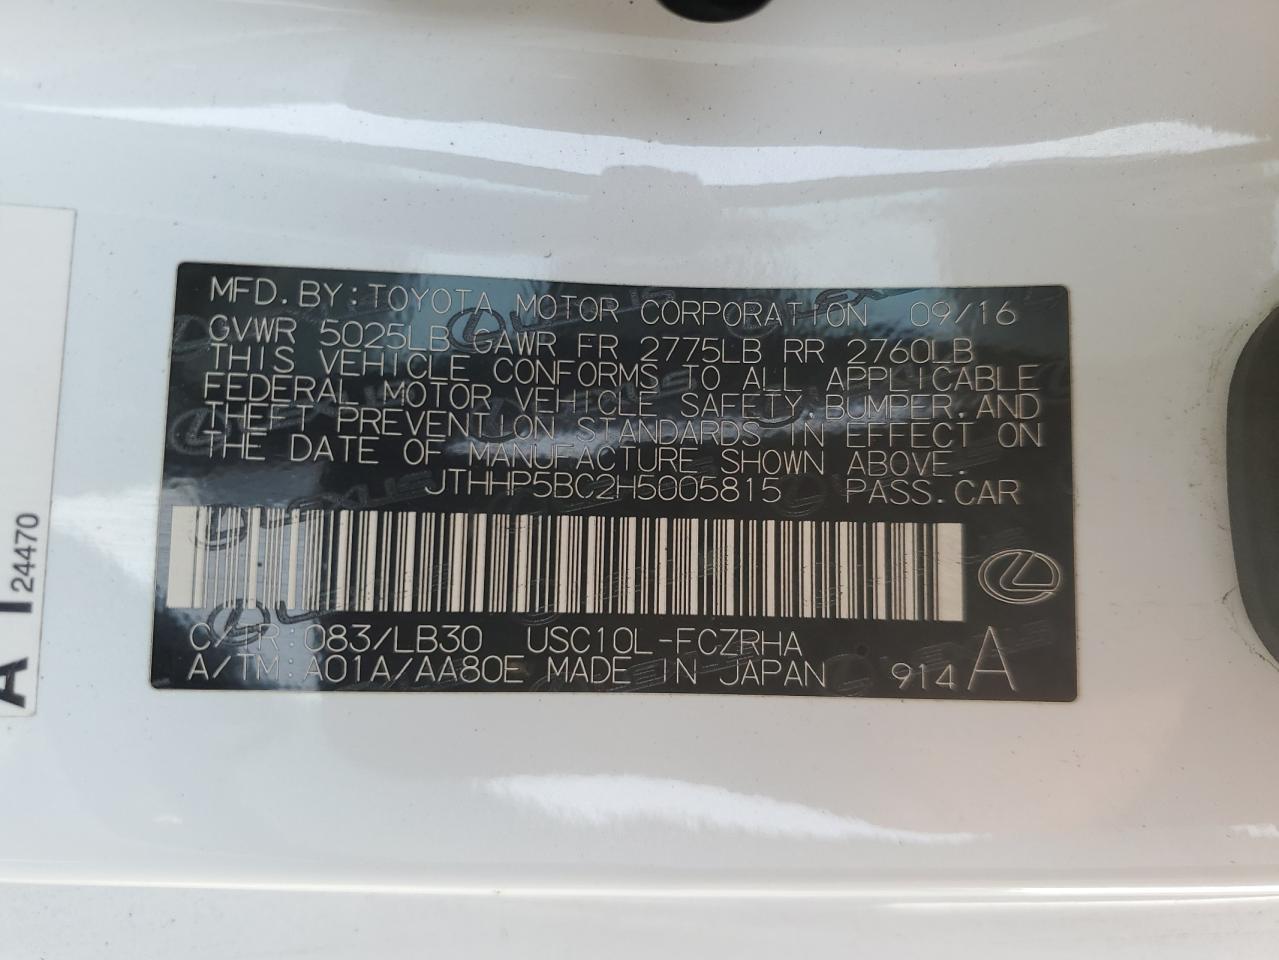 MFD.BY:TOYOTA MOTOR CORPORATION 09/16
GVWR 5025LB GAWR FR 2775LB RR 2760LB
THIS VEHICLE CONFORMS TO ALL APPLICABLE
FEDERAL MOTOR VEHICLE SAFETY,BUMPER,AND
THEFT PREVENTION STANDARDS IN EFFECT ON
THE DATE OF MANUFACTURE SHOWN ABOVE.
JTHHP5BC2H5005815 PASS.CAR
C/TR:083/LB30 USC10L-FCZRHA
A/TM:A01A/AA80E MADE IN JAPAN 914 A
24470